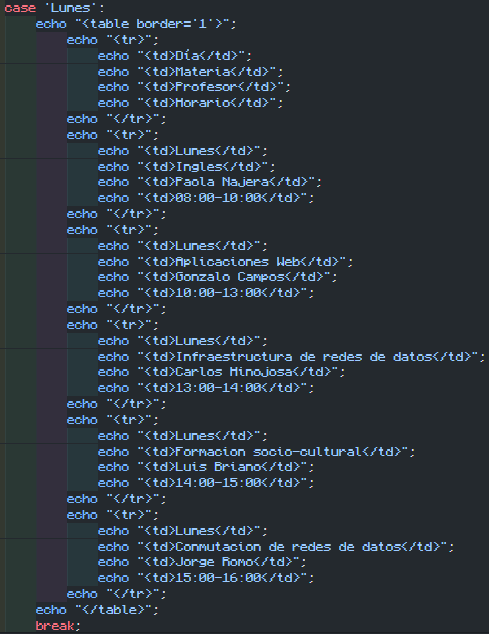 case 'Lunes':
echo "<table border='1'>";
echo "<tr>";
echo "<td>Día</td>";
echo "<td>Materia</td>";
echo "<td>Profesor</td>";
echo "<td>Horario</td>";
echo "</tr>";
echo "<tr>";
echo "<td>Lunes</td>";
echo "<td>Ingles</td>";
echo "<td>Paola Najera</td>";
echo "<td>08:00-10:00</td>";
echo "</tr>";
echo "<tr>";
echo "<td>Lunes</td>";
echo "<td>Aplicaciones Web</td>";
echo "<td>Gonzalo Campos</td>";
echo "<td>10:00-13:00</td>";
echo "</tr>";
echo "<tr>";
echo "<td>Lunes</td>";
echo "<td>Infraestructura de redes de datos</td>";
echo "<td>Carlos Hinojosa</td>";
echo "<td>13:00-14:00</td>";
echo "</tr>";
echo "<tr>";
echo "<td>Lunes</td>";
echo "<td>Formacion socio-cultural</td>";
echo "<td>Luis Briano</td>";
echo "<td>14:00-15:00</td>";
echo "</tr>";
echo "<tr>";
echo "<td>Lunes</td>";
echo "<td>Conmutacion de redes de datos</td>";
echo "<td>Jorge Romo</td>";
echo "<td>15:00-16:00</td>";
echo "</tr>";
echo "</table>";
break;